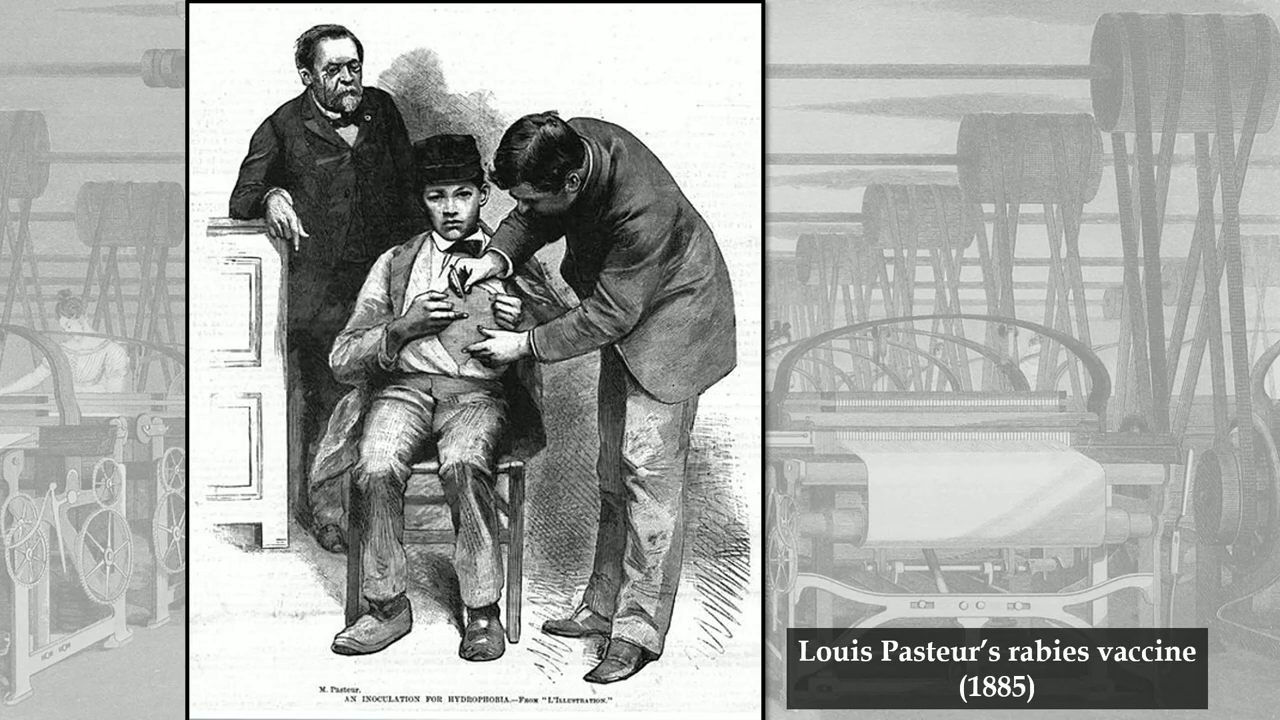 M. Pasteur.
AN INOCULATION FOR HYDROPHOBIA.—From "L'Illustration."
Louis Pasteur's rabies vaccine
(1885)